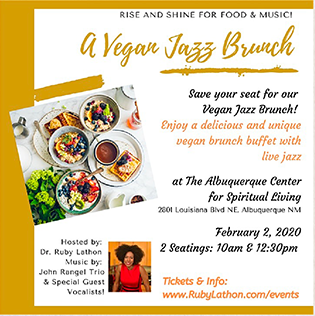 RISE AND SHINE FOR FOOD & MUSIC!
A Vegan Jazz Brunch
Save your seat for our
Vegan Jazz Brunch!
Enjoy a delicious and unique
vegan brunch buffet with
live jazz
at The Albuquerque Center
for Spiritual Living
2801 Louisiana Blvd NE, Albuquerque NM
February 2, 2020
2 Seatings: 10am & 12:30pm
Hosted by:
Dr. Ruby Lathon
Music by:
John Rangel Trio
& Special Guest
Vocalists!
Tickets & Info:
www.RubyLathon.com/events